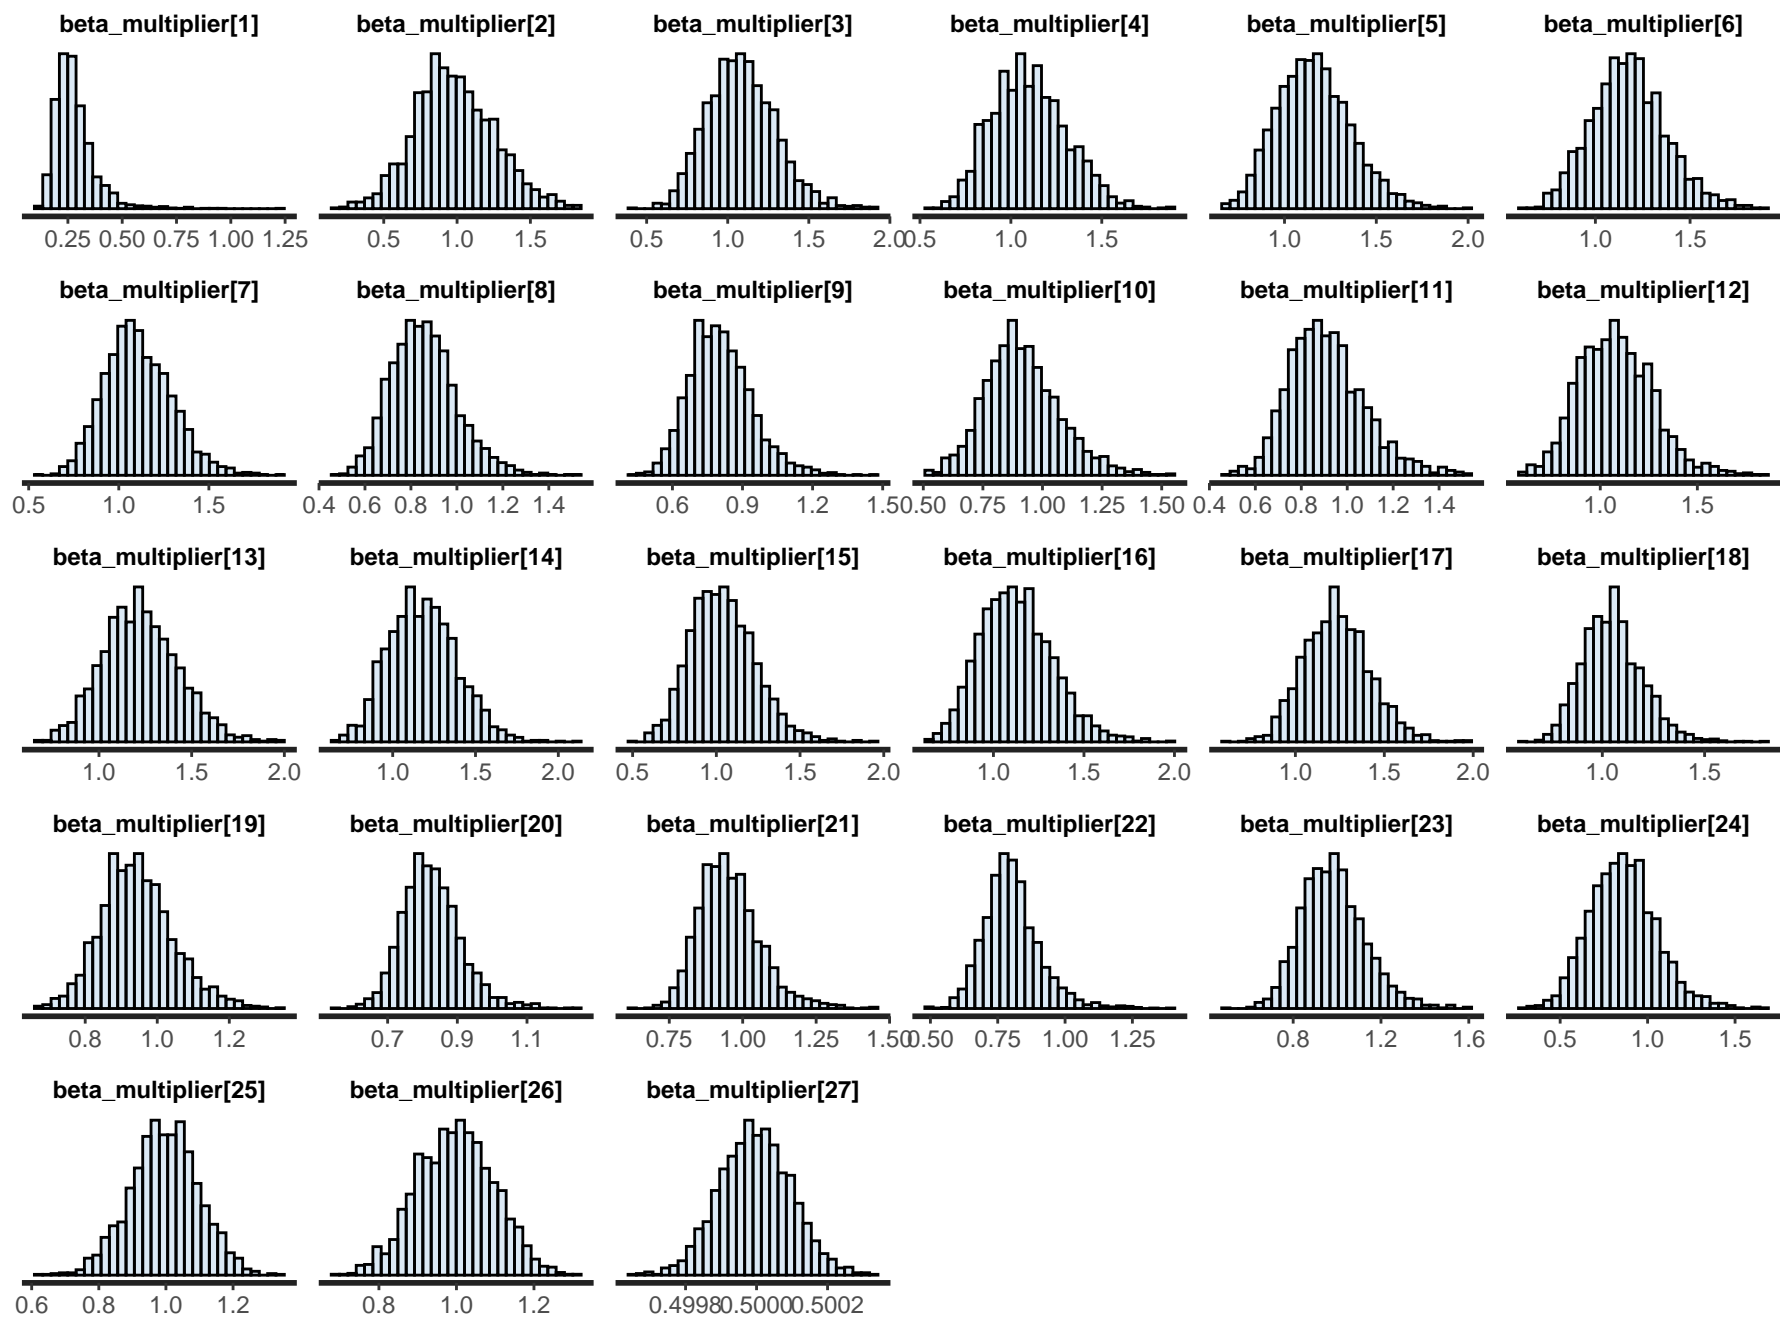 beta_multiplier[1] beta_multiplier[2] beta_multiplier[3] beta_multiplier[4] beta_multiplier[5] beta_multiplier[6]
0.25 0.50 0.75 1.00 1.25 0.5 1.0 1.5 0.5 1.0 1.5 2.0 0.5 1.0 1.5 1.0 1.5 2.0 1.0 1.5
beta_multiplier[7] beta_multiplier[8] beta_multiplier[9] beta_multiplier[10] beta_multiplier[11] beta_multiplier[12]
0.5 1.0 1.5 0.4 0.6 0.8 1.0 1.2 1.4 0.6 0.9 1.2 1.5 0.50 0.75 1.00 1.25 1.50 0.4 0.6 0.8 1.0 1.2 1.4 1.0 1.5
beta_multiplier[13] beta_multiplier[14] beta_multiplier[15] beta_multiplier[16] beta_multiplier[17] beta_multiplier[18]
1.0 1.5 2.0 1.0 1.5 2.0 0.5 1.0 1.5 2.0 1.0 1.5 2.0 1.0 1.5 2.0 1.0 1.5
beta_multiplier[19] beta_multiplier[20] beta_multiplier[21] beta_multiplier[22] beta_multiplier[23] beta_multiplier[24]
0.8 1.0 1.2 0.7 0.9 1.1 0.75 1.00 1.25 1.50 0.50 0.75 1.00 1.25 0.8 1.2 1.6 0.5 1.0 1.5
beta_multiplier[25] beta_multiplier[26] beta_multiplier[27]
0.6 0.8 1.0 1.2 0.8 1.0 1.2 0.4998 0.5000 0.5002